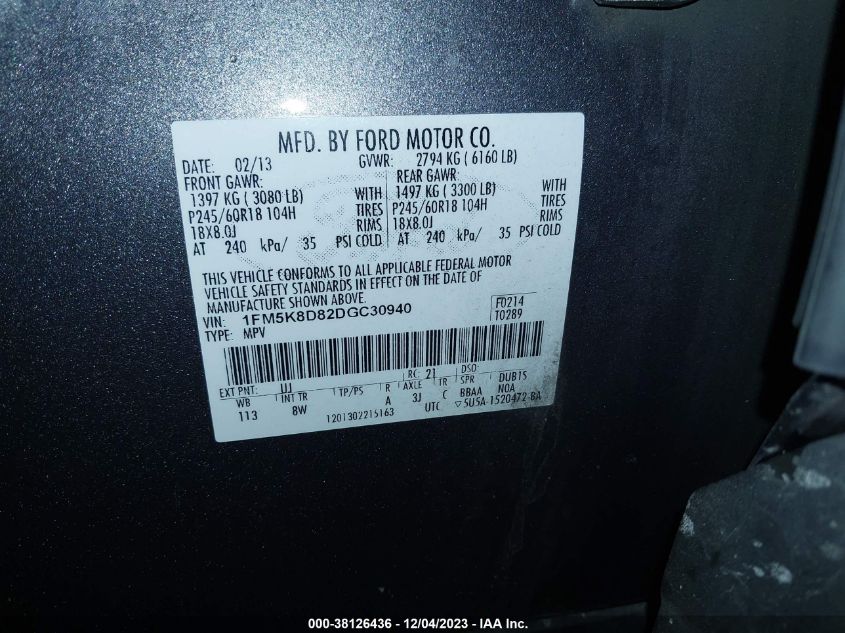 MFD. BY FORD MOTOR CO.
DATE: 02/13 GVWR: 2794 KG ( 6160 LB)
FRONT GAWR: REAR GAWR:
1397 KG ( 3080 LB) WITH 1497 KG ( 3300 LB) WITH
P245/60R18 104H TIRES P245/60R18 104H TIRES
18X8.0J RIMS 18X8.0J RIMS
AT 240 kPa/ 35 PSI COLD AT 240 kPa/ 35 PSI COLD
THIS VEHICLE CONFORMS TO ALL APPLICABLE FEDERAL MOTOR
VEHICLE SAFETY STANDARDS IN EFFECT ON THE DATE OF
MANUFACTURE SHOWN ABOVE.
VIN: 1FM5K8D82DGC30940 F0214
TYPE: MPV T0289
EXT PNT: UJ RC: 21 DSO:
WB INT TR TP/PS R AXLE TR SPR DUB15
113 8W A 3J C BBAA NOA
1201302215163 UTC ▽5U5A-1520472-BA
000-38126436 - 12/04/2023 - IAA Inc.